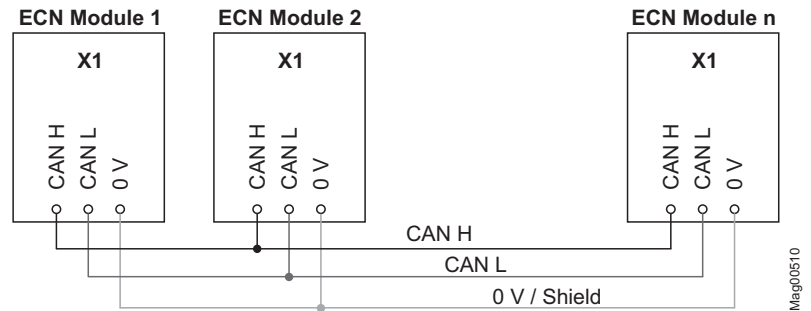 ECN Module 1
ECN Module 2
ECN Module n
X1
X1
X1
CAN H
CAN L
0 V
CAN H
CAN L
0 V
CAN H
CAN L
0 V
CAN H
CAN L
0 V / Shield
Mag00510